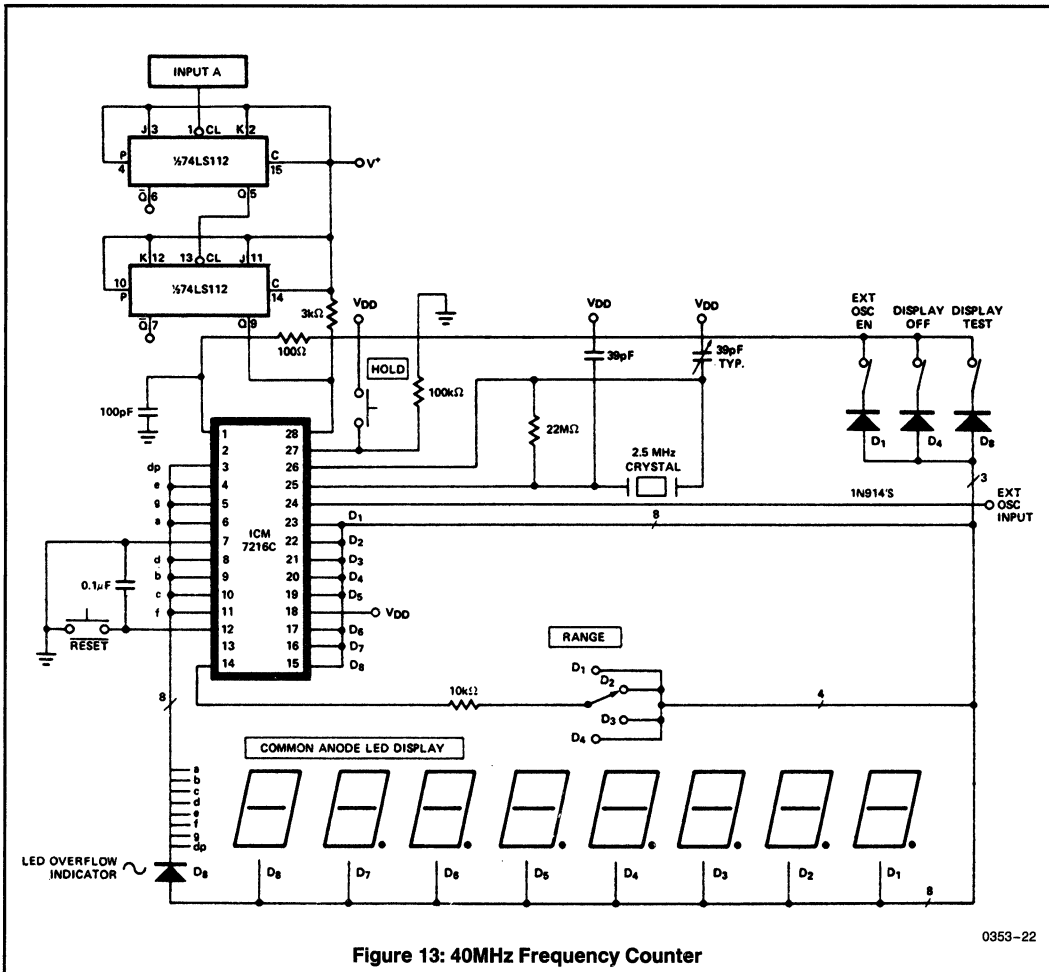 INPUT A
J 3 1 CL K 2
P
4
½74LS112
C
15
V⁺
Q̅ 6
Q 5
K 12 13 CL J 11
10
P
½74LS112
C
14
Q̅ 7
Q 9
3kΩ
100Ω
100pF
VDD
HOLD
100kΩ
VDD
39pF
VDD
39pF
TYP.
22MΩ
2.5 MHz
CRYSTAL
EXT
OSC
EN
DISPLAY
OFF
DISPLAY
TEST
D1 D4 D8
3
1N914'S
EXT
OSC
INPUT
ICM
7216C
1 28
2 27
3 26
4 25
5 24
6 23
7 22
8 21
9 20
10 19
11 18
12 17
13 16
14 15
dp
e
g
a
d
b
c
f
0.1µF
RESET
8
D1
D2
D3
D4
D5
VDD
D6
D7
D8
8
RANGE
10kΩ
D1
D2
D3
D4
4
COMMON ANODE LED DISPLAY
a
b
c
d
e
f
g
dp
LED OVERFLOW
INDICATOR
D8
D8 D7 D6 D5 D4 D3 D2 D1
8
0353–22
Figure 13: 40MHz Frequency Counter